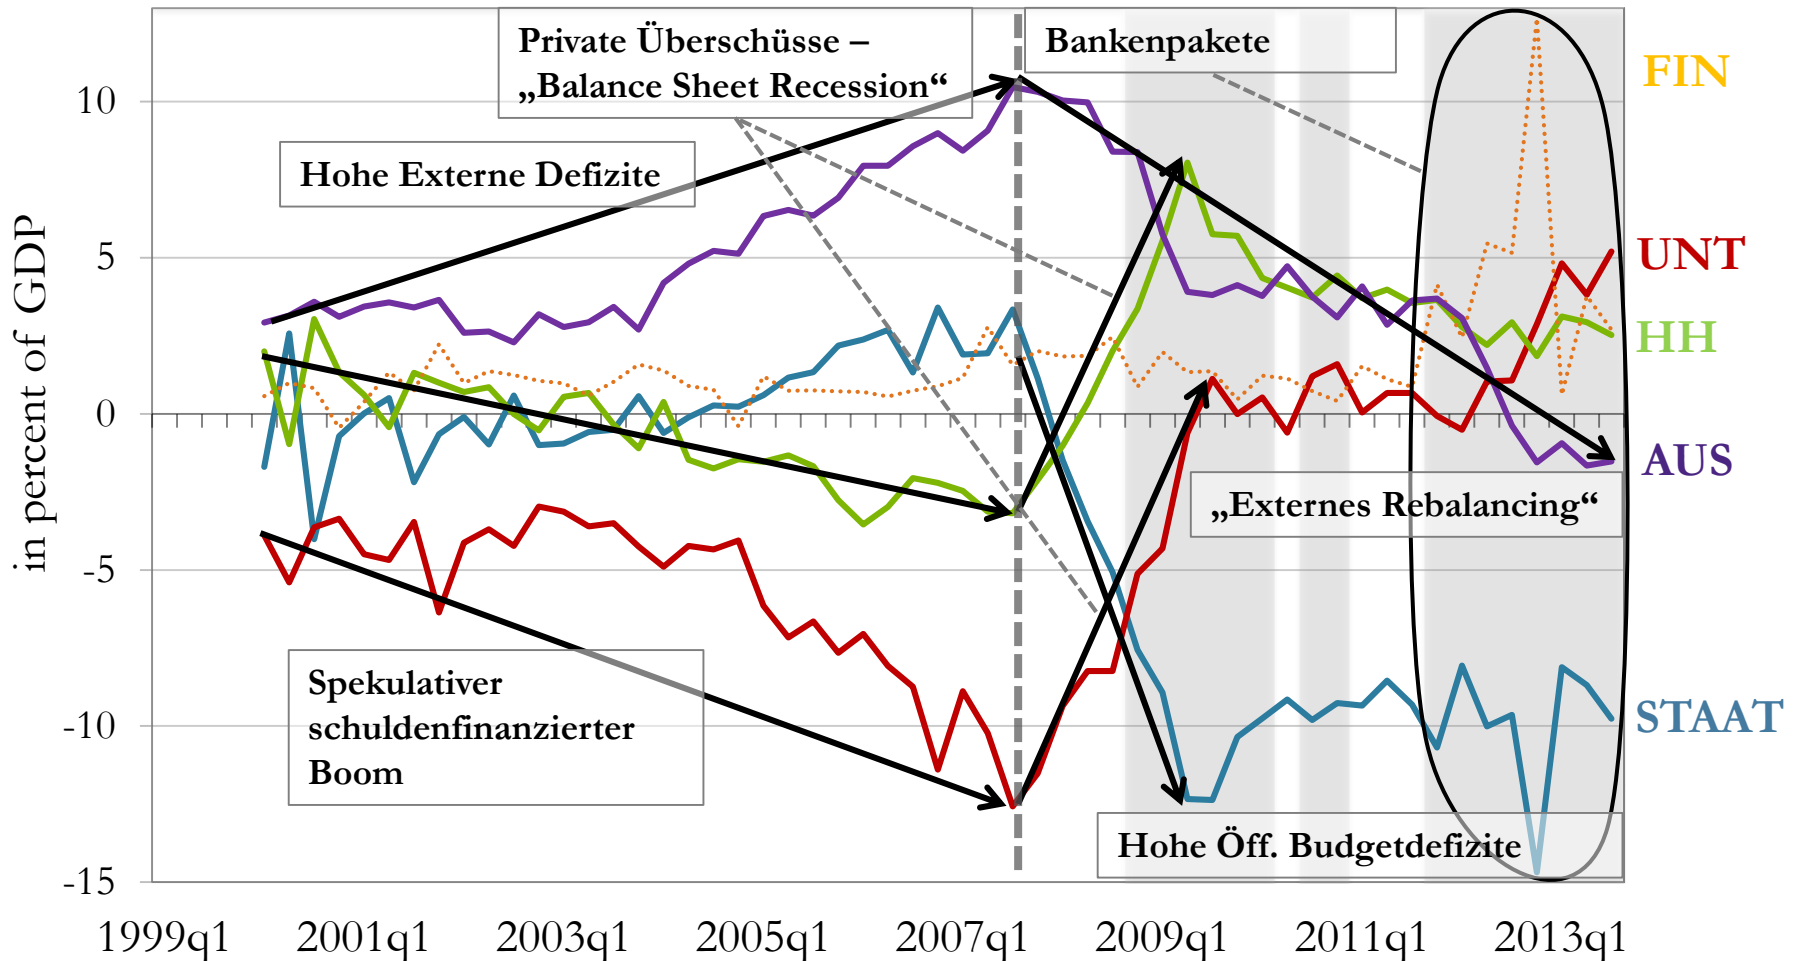 Private Überschüsse –
„Balance Sheet Recession“
Bankenpakete
FIN
10
Hohe Externe Defizite
UNT
5
HH
in percent of GDP
0
AUS
„Externes Rebalancing“
-5
Spekulativer
schuldenfinanzierter
Boom
-10
STAAT
Hohe Öff. Budgetdefizite
-15
1999q1 2001q1 2003q1 2005q1 2007q1 2009q1 2011q1 2013q1